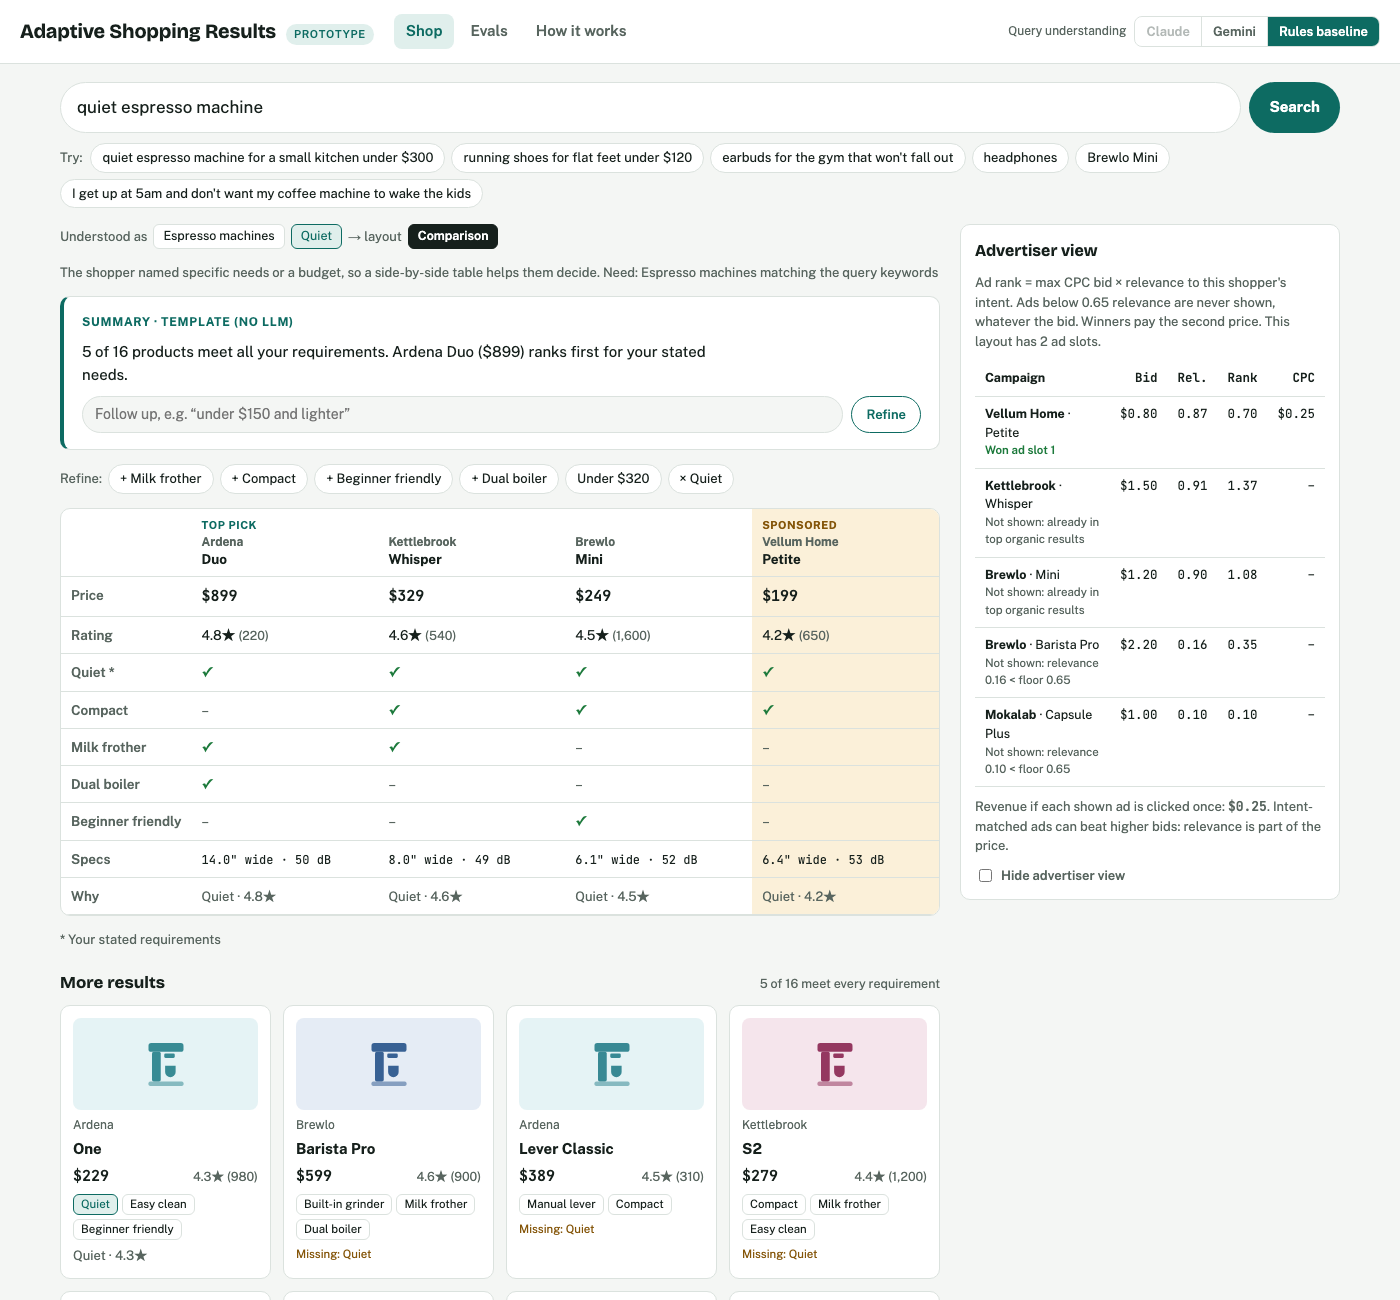 Adaptive Shopping Results PROTOTYPE Shop Evals How it works Query understanding Claude Gemini Rules baseline
quiet espresso machine Search
Try: quiet espresso machine for a small kitchen under $300 running shoes for flat feet under $120 earbuds for the gym that won't fall out headphones Brewlo Mini
I get up at 5am and don't want my coffee machine to wake the kids
Understood as Espresso machines Quiet → layout Comparison
The shopper named specific needs or a budget, so a side-by-side table helps them decide. Need: Espresso machines matching the query keywords
SUMMARY · TEMPLATE (NO LLM)
5 of 16 products meet all your requirements. Ardena Duo ($899) ranks first for your stated
needs.
Follow up, e.g. “under $150 and lighter” Refine
Refine: + Milk frother + Compact + Beginner friendly + Dual boiler Under $320 × Quiet
TOP PICK SPONSORED
Ardena Kettlebrook Brewlo Vellum Home
Duo Whisper Mini Petite
Price $899 $329 $249 $199
Rating 4.8★ (220) 4.6★ (540) 4.5★ (1,600) 4.2★ (650)
Quiet * ✓ ✓ ✓ ✓
Compact – ✓ ✓ ✓
Milk frother ✓ ✓ – –
Dual boiler ✓ – – –
Beginner friendly – – ✓ –
Specs 14.0" wide · 50 dB 8.0" wide · 49 dB 6.1" wide · 52 dB 6.4" wide · 53 dB
Why Quiet · 4.8★ Quiet · 4.6★ Quiet · 4.5★ Quiet · 4.2★
* Your stated requirements
More results 5 of 16 meet every requirement
Ardena
One
$229 4.3★ (980)
Quiet Easy clean
Beginner friendly
Quiet · 4.3★
Brewlo
Barista Pro
$599 4.6★ (900)
Built-in grinder Milk frother
Dual boiler
Missing: Quiet
Ardena
Lever Classic
$389 4.5★ (310)
Manual lever Compact
Missing: Quiet
Kettlebrook
S2
$279 4.4★ (1,200)
Compact Milk frother
Easy clean
Missing: Quiet
Advertiser view
Ad rank = max CPC bid × relevance to this shopper's
intent. Ads below 0.65 relevance are never shown,
whatever the bid. Winners pay the second price. This
layout has 2 ad slots.
Campaign Bid Rel. Rank CPC
Vellum Home · $0.80 0.87 0.70 $0.25
Petite
Won ad slot 1
Kettlebrook · $1.50 0.91 1.37 –
Whisper
Not shown: already in
top organic results
Brewlo · Mini $1.20 0.90 1.08 –
Not shown: already in
top organic results
Brewlo · Barista Pro $2.20 0.16 0.35 –
Not shown: relevance
0.16 < floor 0.65
Mokalab · Capsule $1.00 0.10 0.10 –
Plus
Not shown: relevance
0.10 < floor 0.65
Revenue if each shown ad is clicked once: $0.25. Intent-
matched ads can beat higher bids: relevance is part of the
price.
Hide advertiser view